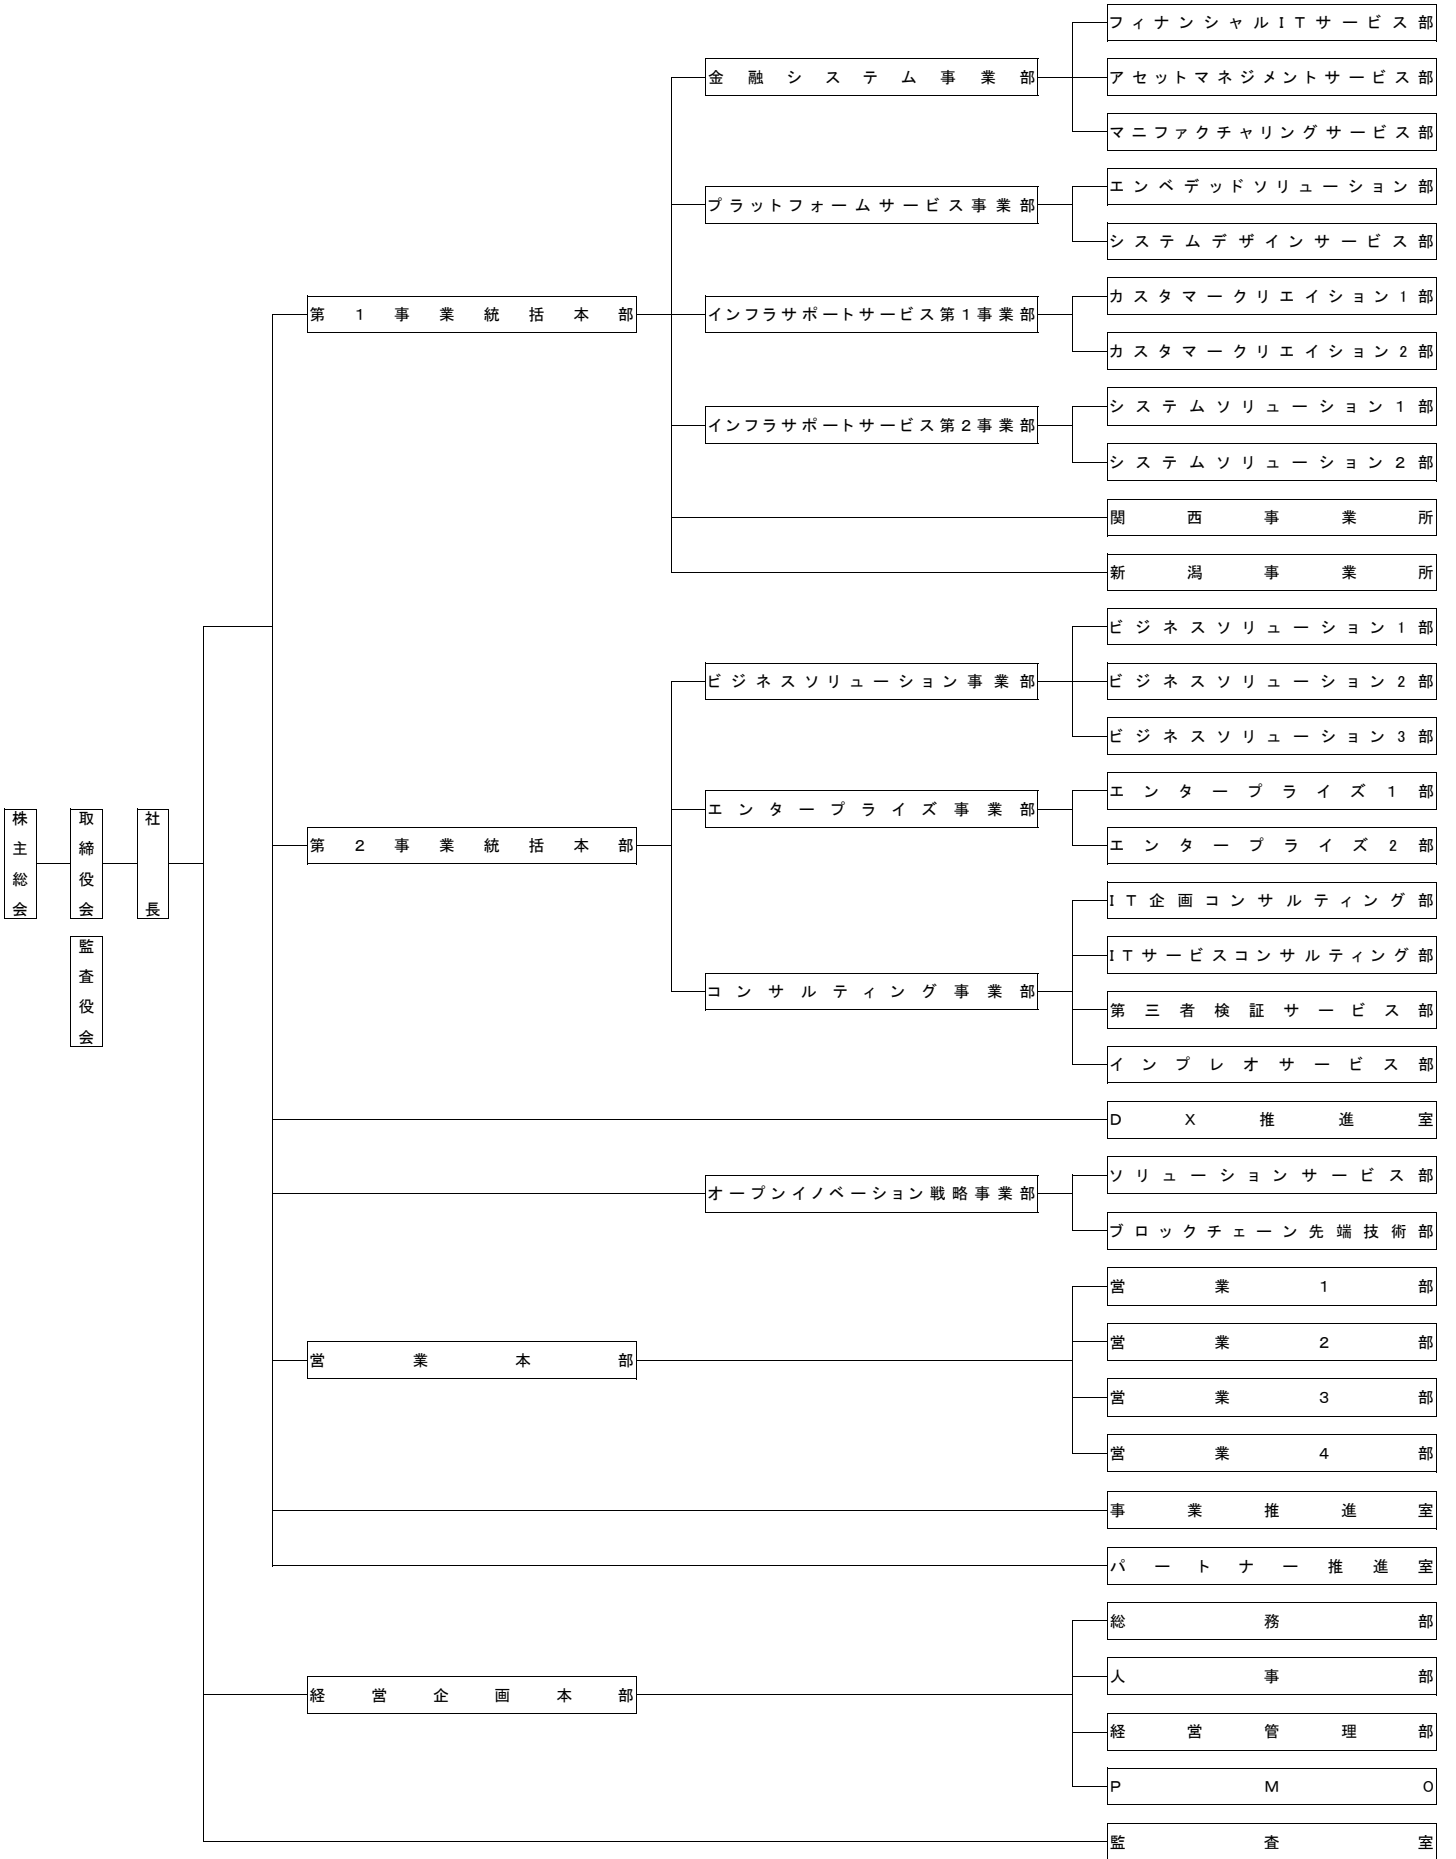 フィナンシャルITサービス部
金融システム事業部
アセットマネジメントサービス部
マニファクチャリングサービス部
エンベデッドソリューション部
プラットフォームサービス事業部
システムデザインサービス部
カスタマークリエイション1部
第1事業統括本部
インフラサポートサービス第1事業部
カスタマークリエイション2部
システムソリューション1部
インフラサポートサービス第2事業部
システムソリューション2部
関西事業所
新潟事業所
ビジネスソリューション1部
ビジネスソリューション事業部
ビジネスソリューション2部
ビジネスソリューション3部
エンタープライズ1部
エンタープライズ事業部
株主総会
取締役会
社長
第2事業統括本部
エンタープライズ2部
IT企画コンサルティング部
監査役会
ITサービスコンサルティング部
コンサルティング事業部
第三者検証サービス部
インプレオサービス部
DX推進室
ソリューションサービス部
オープンイノベーション戦略事業部
ブロックチェーン先端技術部
営業1部
営業2部
営業本部
営業3部
営業4部
事業推進室
パートナー推進室
総務部
人事部
経営企画本部
経営管理部
PMO
監査室